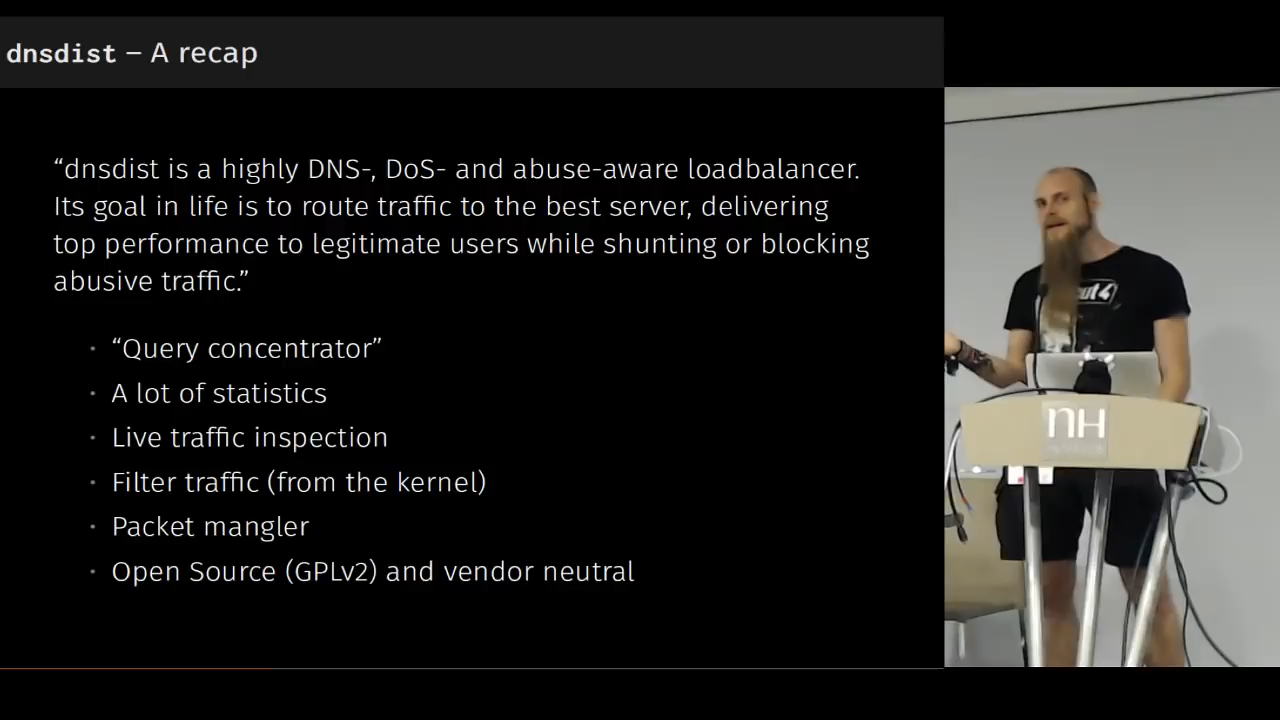 dnsdist – A recap
“dnsdist is a highly DNS-, DoS- and abuse-aware loadbalancer.
Its goal in life is to route traffic to the best server, delivering
top performance to legitimate users while shunting or blocking
abusive traffic.”
· “Query concentrator”
· A lot of statistics
· Live traffic inspection
· Filter traffic (from the kernel)
· Packet mangler
· Open Source (GPLv2) and vendor neutral
out 4
nH